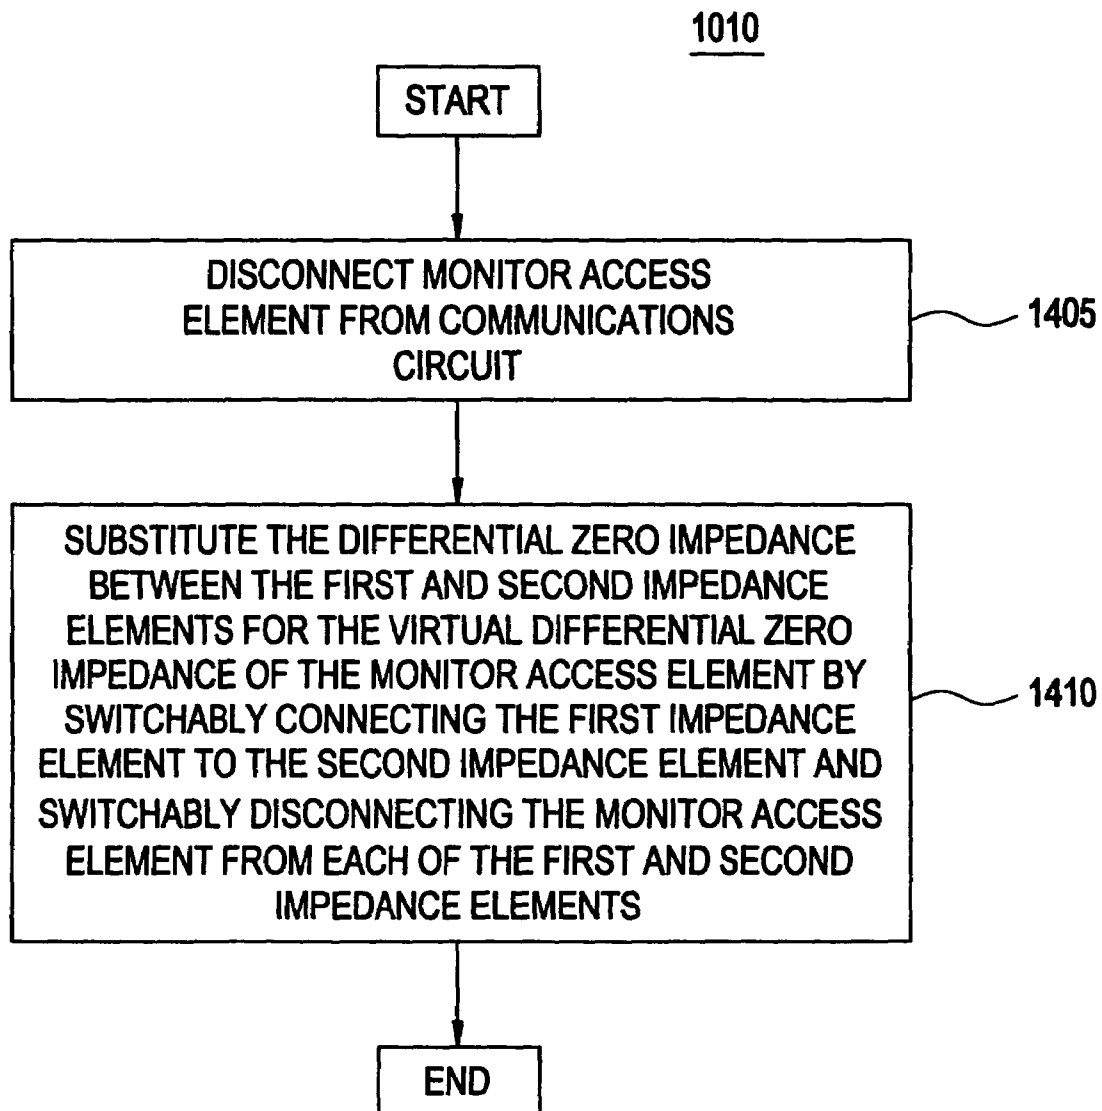 1010
START
DISCONNECT MONITOR ACCESS
ELEMENT FROM COMMUNICATIONS
CIRCUIT
1405
SUBSTITUTE THE DIFFERENTIAL ZERO IMPEDANCE
BETWEEN THE FIRST AND SECOND IMPEDANCE
ELEMENTS FOR THE VIRTUAL DIFFERENTIAL ZERO
IMPEDANCE OF THE MONITOR ACCESS ELEMENT BY
SWITCHABLY CONNECTING THE FIRST IMPEDANCE
ELEMENT TO THE SECOND IMPEDANCE ELEMENT AND
SWITCHABLY DISCONNECTING THE MONITOR ACCESS
ELEMENT FROM EACH OF THE FIRST AND SECOND
IMPEDANCE ELEMENTS
1410
END